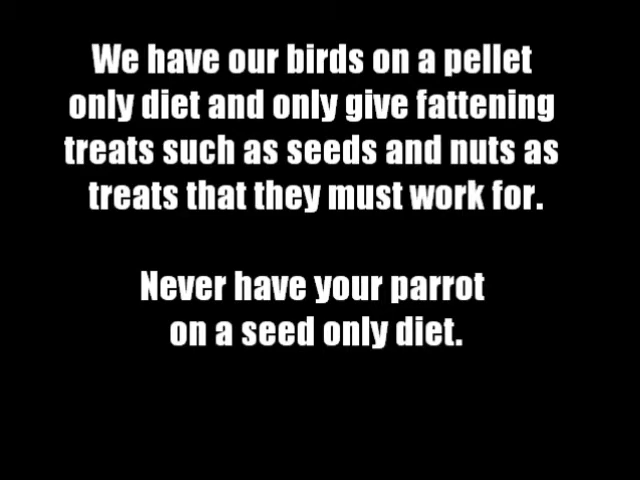 We have our birds on a pellet
only diet and only give fattening
treats such as seeds and nuts as
treats that they must work for.
Never have your parrot
on a seed only diet.